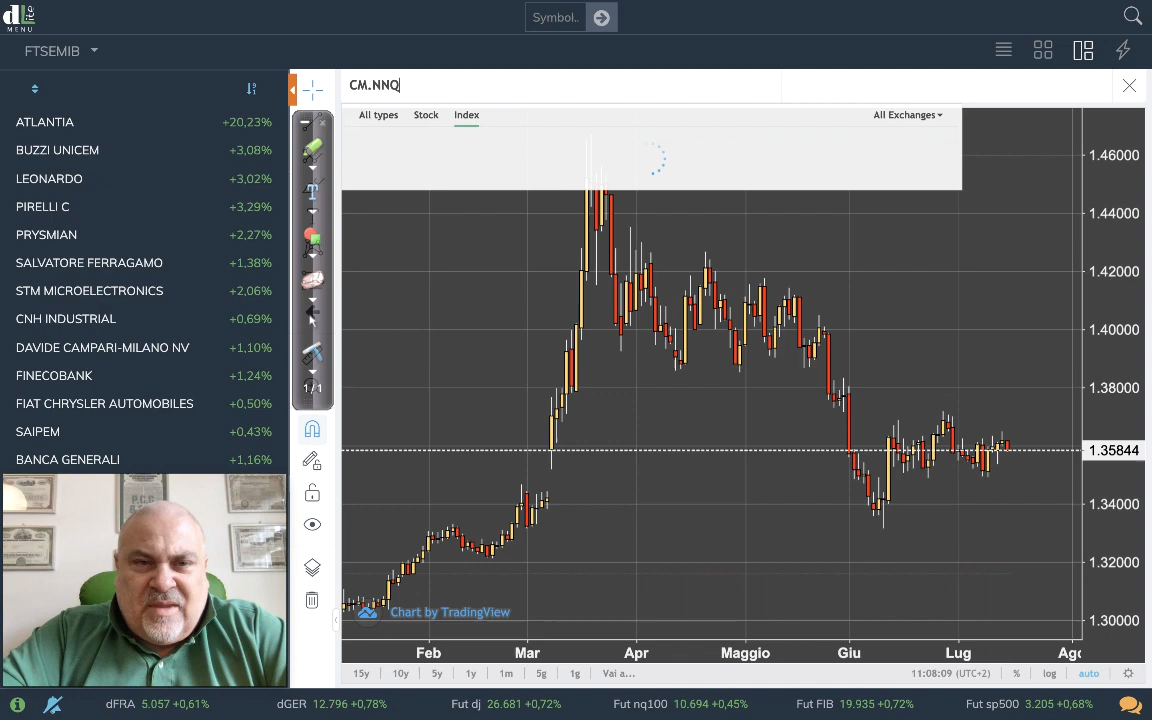 dLite
MENU
Symbol..
FTSEMIB
ATLANTIA +20,23%
BUZZI UNICEM +3,08%
LEONARDO +3,02%
PIRELLI C +3,29%
PRYSMIAN +2,27%
SALVATORE FERRAGAMO +1,38%
STM MICROELECTRONICS +2,06%
CNH INDUSTRIAL +0,69%
DAVIDE CAMPARI-MILANO NV +1,10%
FINECOBANK +1,24%
FIAT CHRYSLER AUTOMOBILES +0,50%
SAIPEM +0,43%
BANCA GENERALI +1,16%
1/1
CM.NNQ
All types Stock Index All Exchanges
1.46000
1.44000
1.42000
1.40000
1.38000
1.35844
1.34000
1.32000
1.30000
Chart by TradingView
Feb Mar Apr Maggio Giu Lug Ago
15y 10y 5y 1y 1m 5g 1g Vai a... 11:08:09 (UTC+2) % log auto
dFRA 5.057 +0,61% dGER 12.796 +0,78% Fut dj 26.681 +0,72% Fut nq100 10.694 +0,45% Fut FIB 19.935 +0,72% Fut sp500 3.205 +0,68%